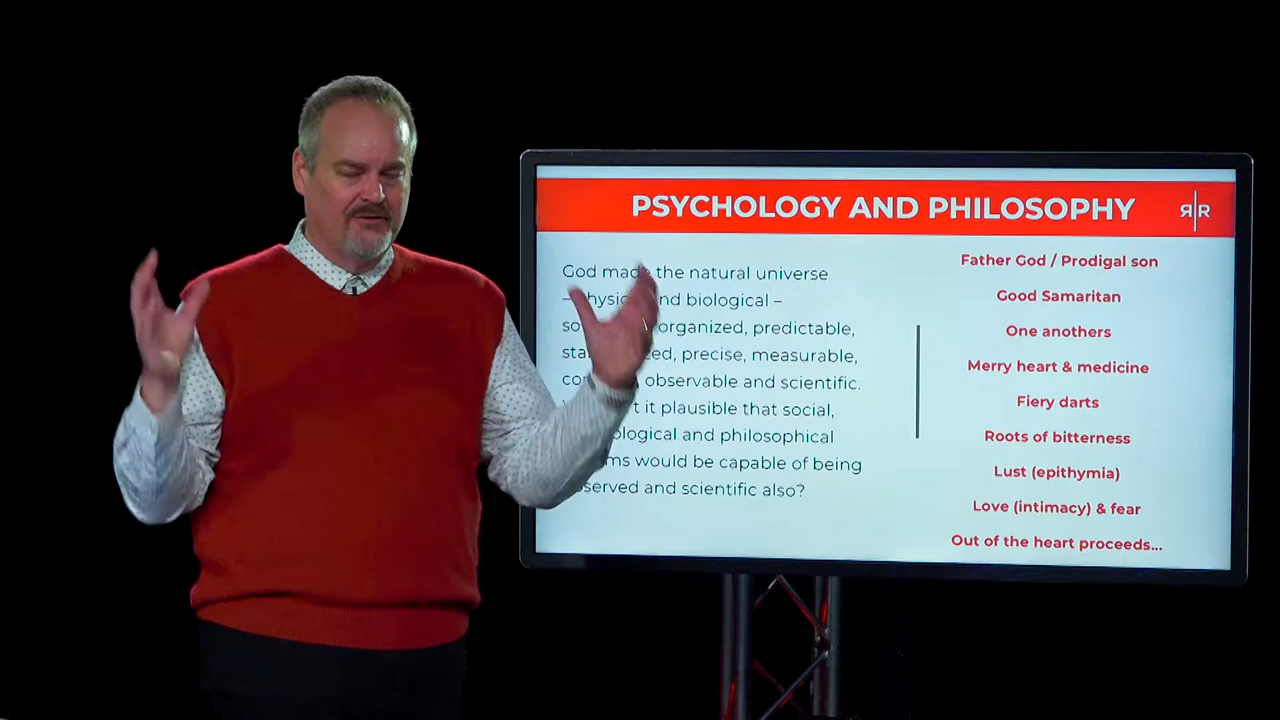 PSYCHOLOGY AND PHILOSOPHY
ЯR
God made the natural universe
and biological –
organized, predictable,
precise, measurable,
observable and scientific.
it plausible that social,
and philosophical
would be capable of being
and scientific also?
Father God / Prodigal son
Good Samaritan
One anothers
Merry heart & medicine
Fiery darts
Roots of bitterness
Lust (epithymia)
Love (intimacy) & fear
Out of the heart proceeds...